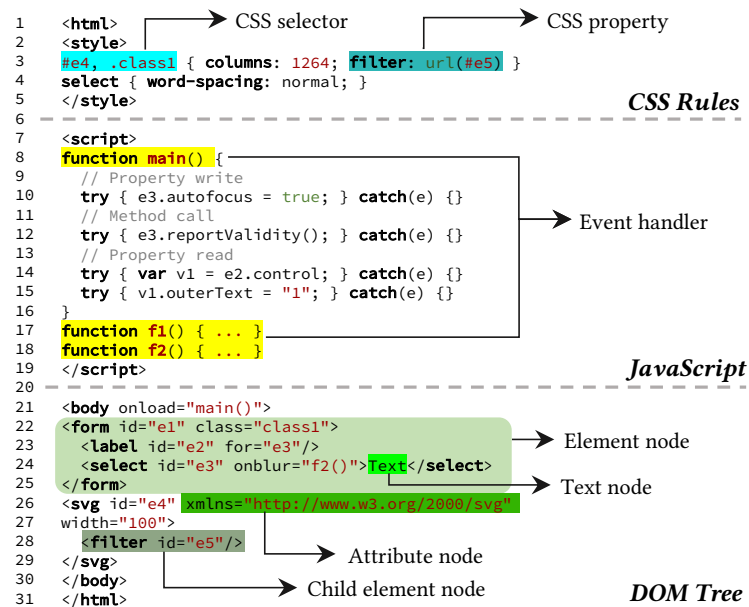 1 <html> CSS selector CSS property
2 <style>
3 #e4, .class1 { columns: 1264; filter: url(#e5) }
4 select { word-spacing: normal; }
5 </style> CSS Rules
6
7 <script>
8 function main() {
9 // Property write
10 try { e3.autofocus = true; } catch(e) {}
11 // Method call Event handler
12 try { e3.reportValidity(); } catch(e) {}
13 // Property read
14 try { var v1 = e2.control; } catch(e) {}
15 try { v1.outerText = "1"; } catch(e) {}
16 }
17 function f1() { ... }
18 function f2() { ... }
19 </script> JavaScript
20
21 <body onload="main()">
22 <form id="e1" class="class1"> Element node
23 <label id="e2" for="e3"/>
24 <select id="e3" onblur="f2()">Text</select>
25 </form> Text node
26 <svg id="e4" xmlns="http://www.w3.org/2000/svg"
27 width="100">
28 <filter id="e5"/> Attribute node
29 </svg>
30 </body> Child element node
31 </html> DOM Tree